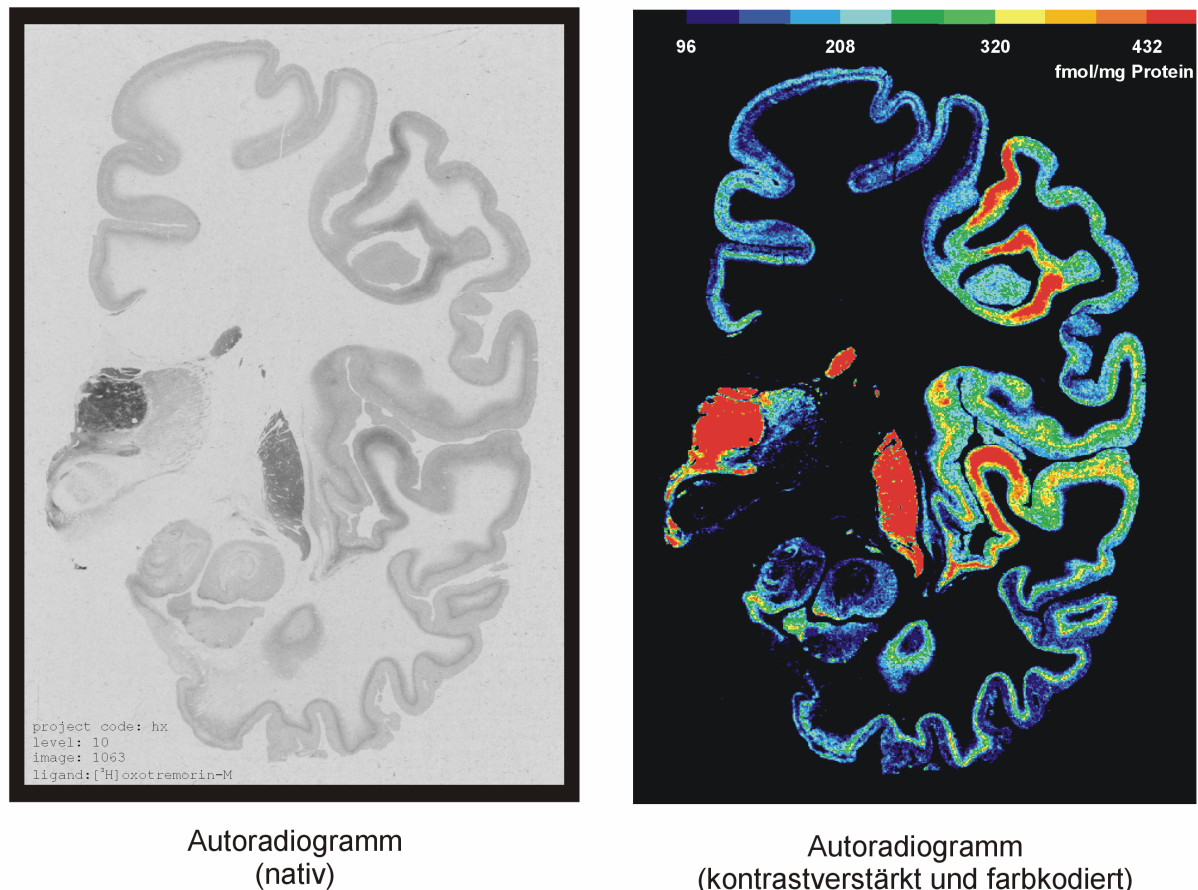 96 208 320 432
fmol/mg Protein
project code: hx
level: 10
image: 1063
ligand:[³H]oxotremorin-M
Autoradiogramm
(nativ)
Autoradiogramm
(kontrastverstärkt und farbkodiert)